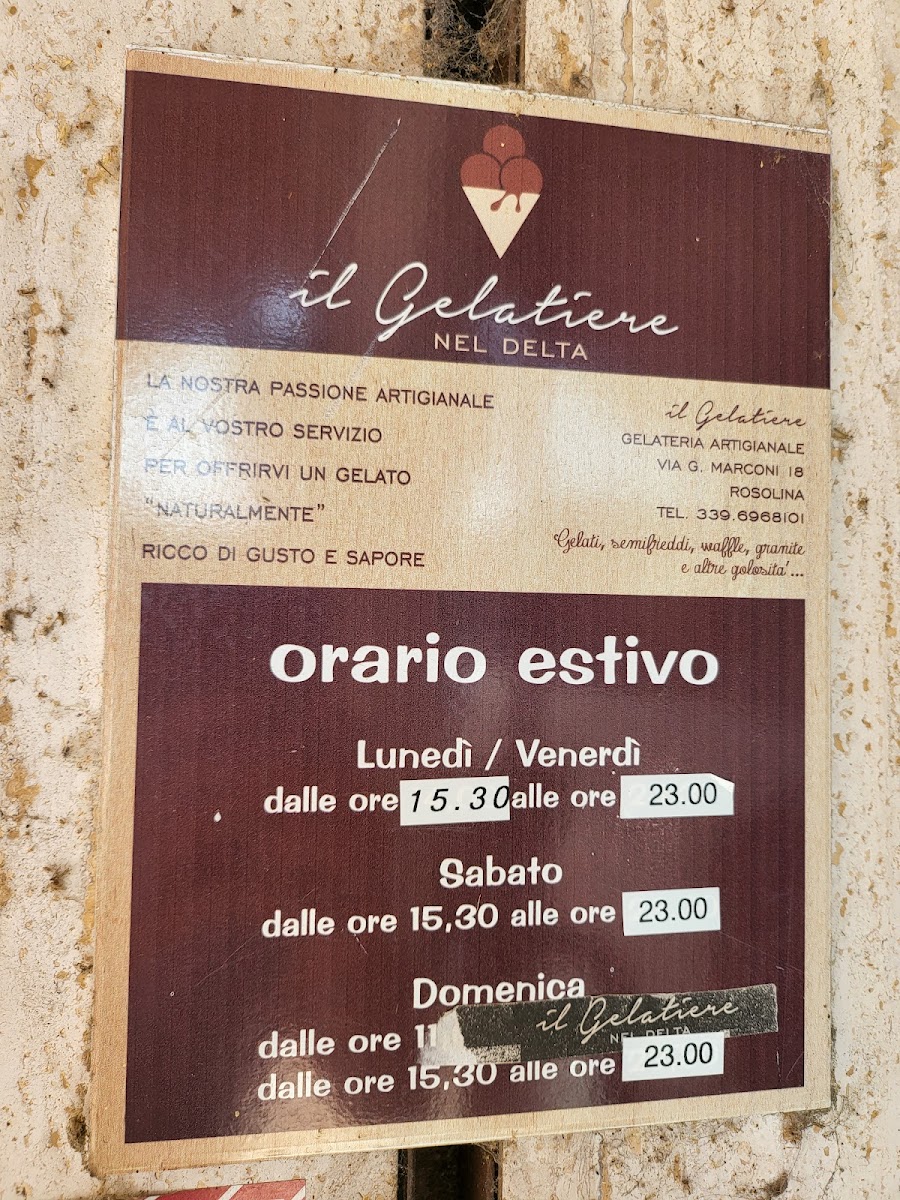 il Gelatiere
NEL DELTA
LA NOSTRA PASSIONE ARTIGIANALE
È AL VOSTRO SERVIZIO
PER OFFRIRVI UN GELATO
“NATURALMENTE”
RICCO DI GUSTO E SAPORE
il Gelatiere
GELATERIA ARTIGIANALE
VIA G. MARCONI 18
ROSOLINA
TEL. 339.6968101
Gelati, semifreddi, waffle, granite
e altre golosita'...
orario estivo
Lunedì / Venerdì
dalle ore 15.30 alle ore 23.00
Sabato
dalle ore 15,30 alle ore 23.00
Domenica
il Gelatiere
NEL DELTA
dalle ore 11
dalle ore 15,30 alle ore 23.00